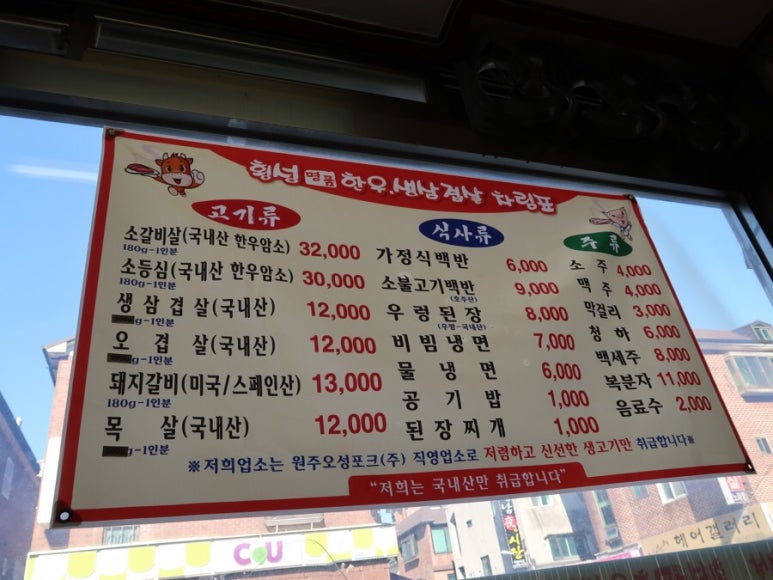 횡성 명품 한우.생삼겹살 차림표
고기류
소갈비살(국내산 한우암소) 32,000
180g-1인분
소등심(국내산 한우암소) 30,000
180g-1인분
생삼겹살(국내산) 12,000
g-1인분
오겹살(국내산) 12,000
g-1인분
돼지갈비(미국/스페인산) 13,000
180g-1인분
목살(국내산) 12,000
g-1인분
식사류
가정식백반 6,000
소불고기백반 9,000
(호주산)
우렁된장 8,000
(우렁-국내산)
비빔냉면 7,000
물냉면 6,000
공기밥 1,000
된장찌개 1,000
주류
소주 4,000
맥주 4,000
막걸리 3,000
청하 6,000
백세주 8,000
복분자 11,000
음료수 2,000
※저희업소는 원주오성포크(주) 직영업소로 저렴하고 신선한 생고기만 취급합니다※
"저희는 국내산만 취급합니다"
CU
헤어갤러리